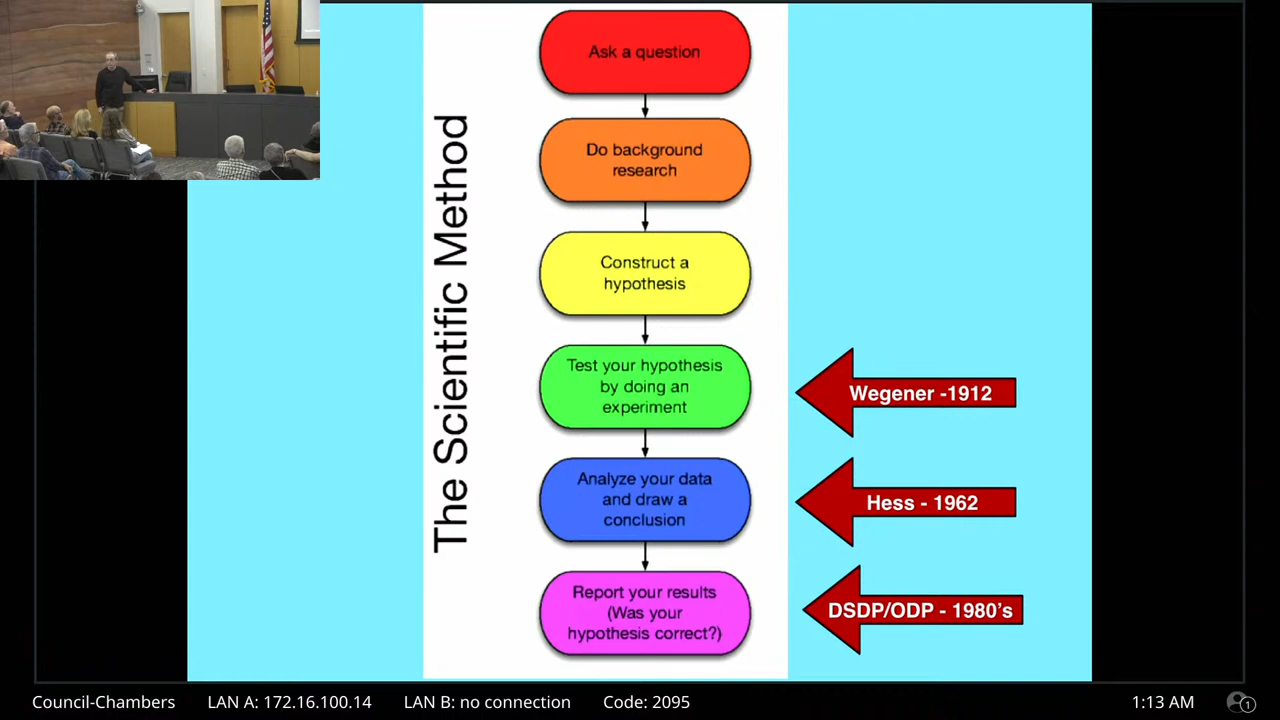 The Scientific Method
Ask a question
Do background
research
Construct a
hypothesis
Test your hypothesis
by doing an
experiment
Wegener -1912
Analyze your data
and draw a
conclusion
Hess - 1962
Report your results
(Was your
hypothesis correct?)
DSDP/ODP - 1980's
Council-Chambers LAN A: 172.16.100.14 LAN B: no connection Code: 2095 1:13 AM 1